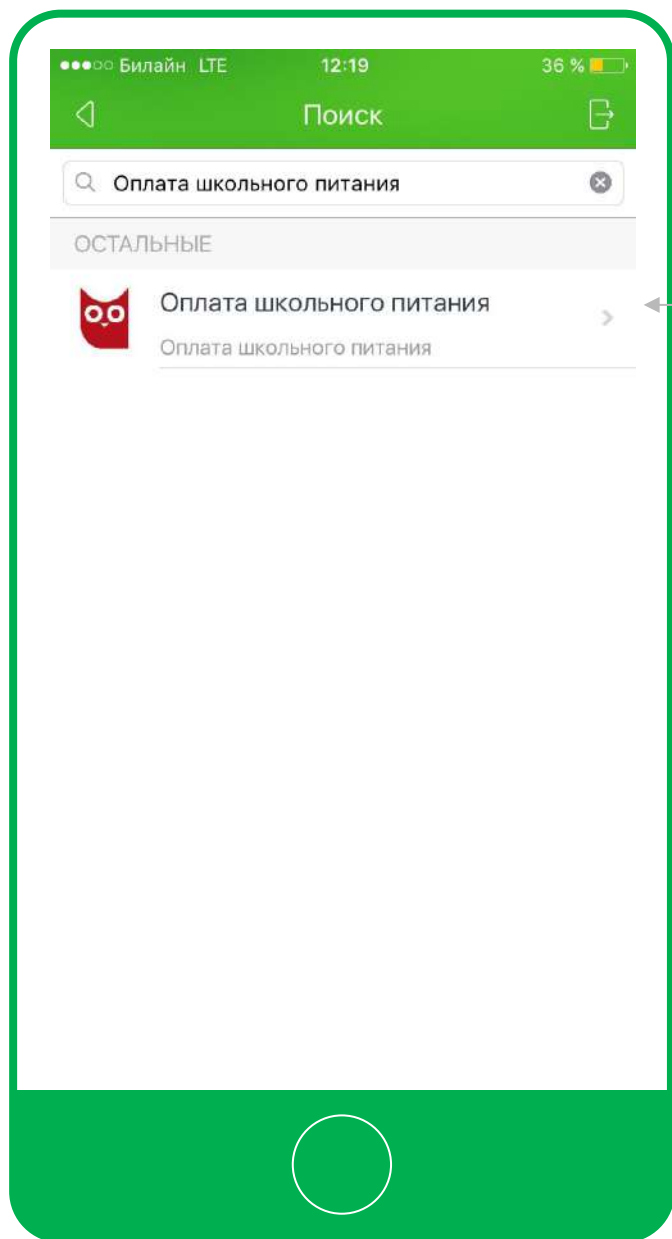 Билайн LTE 12:19 36 %
Поиск
Оплата школьного питания
ОСТАЛЬНЫЕ
Оплата школьного питания
Оплата школьного питания